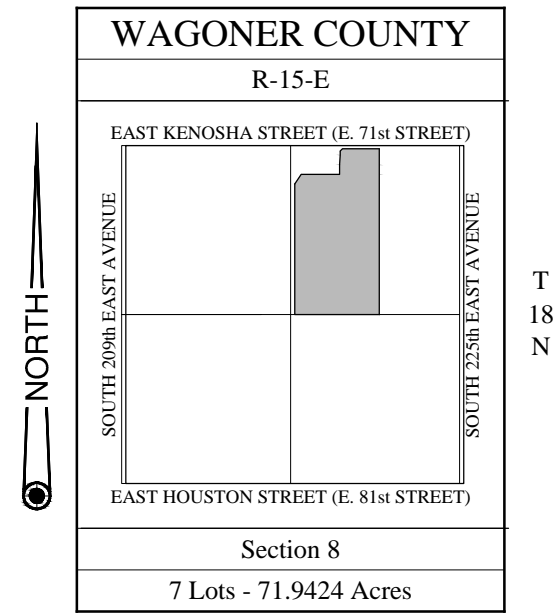 WAGONER COUNTY
R-15-E
EAST KENOSHA STREET (E. 71st STREET)
SOUTH 209th EAST AVENUE
SOUTH 225th EAST AVENUE
NORTH
T
18
N
EAST HOUSTON STREET (E. 81st STREET)
Section 8
7 Lots - 71.9424 Acres